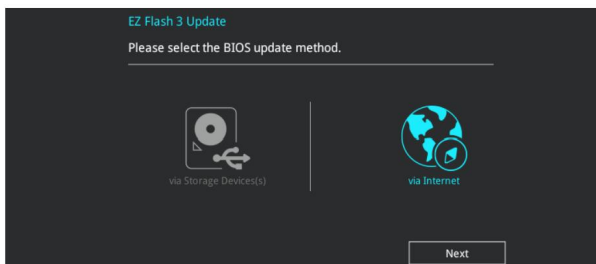 EZ Flash 3 Update
Please select the BIOS update method.
via Storage Devices(s)
via Internet
Next